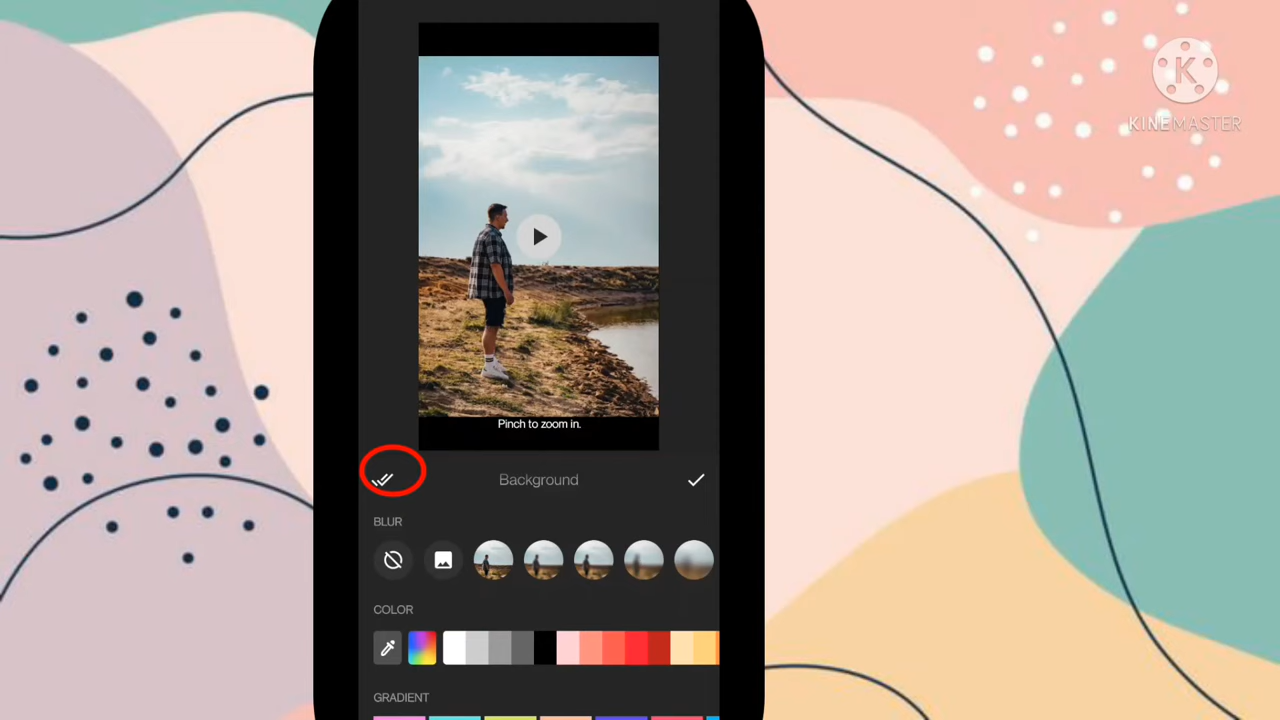 KINEMASTER
Pinch to zoom in.
Background
BLUR
COLOR
GRADIENT